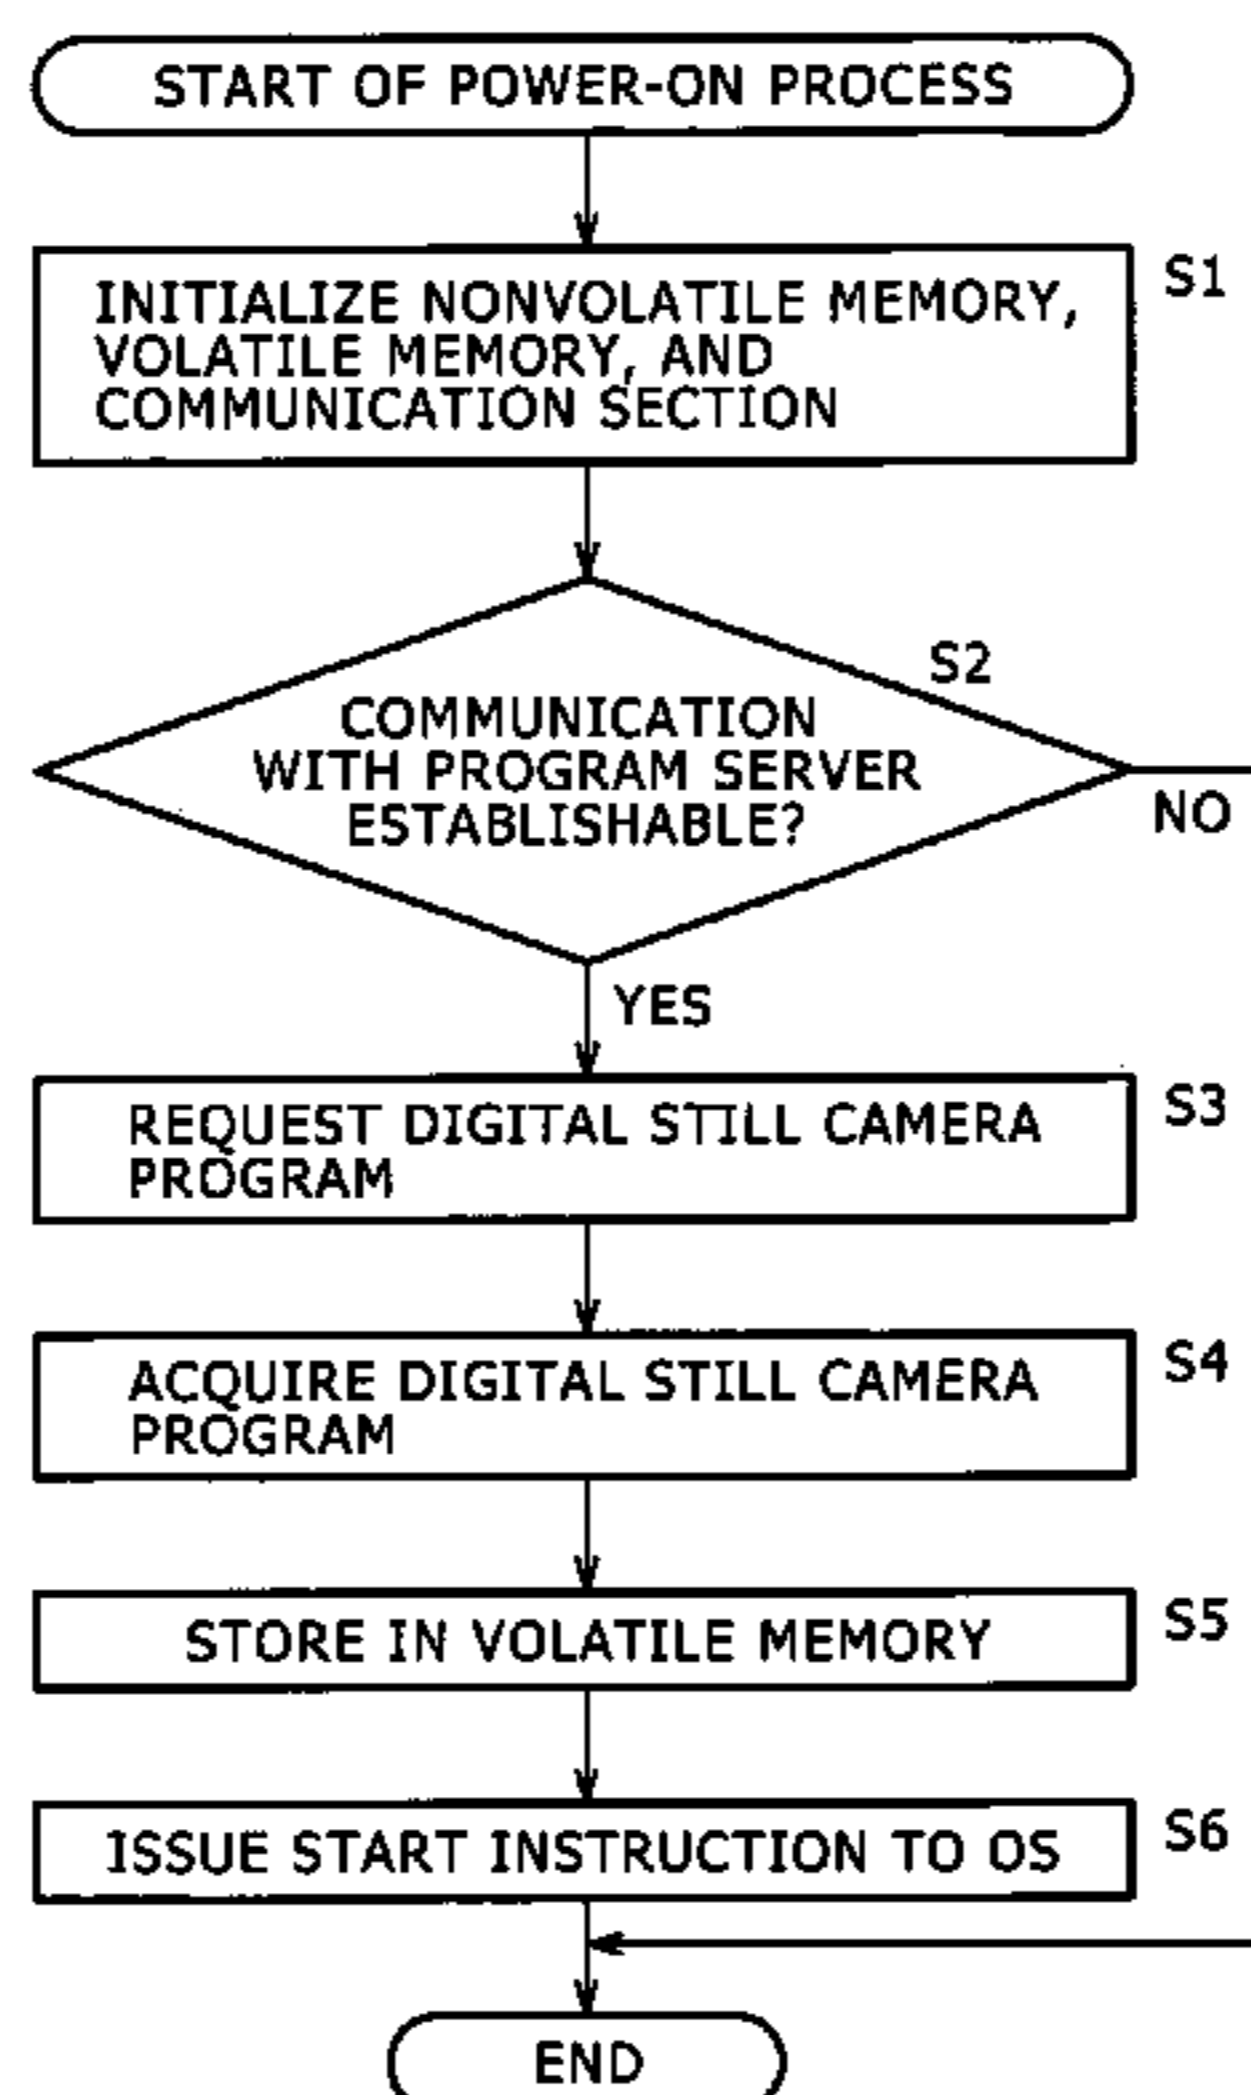 START OF POWER-ON PROCESS
INITIALIZE NONVOLATILE MEMORY,
VOLATILE MEMORY, AND
COMMUNICATION SECTION
S1
S2
COMMUNICATION
WITH PROGRAM SERVER
ESTABLISHABLE?
NO
YES
REQUEST DIGITAL STILL CAMERA
PROGRAM
S3
ACQUIRE DIGITAL STILL CAMERA
PROGRAM
S4
STORE IN VOLATILE MEMORY
S5
ISSUE START INSTRUCTION TO OS
S6
END